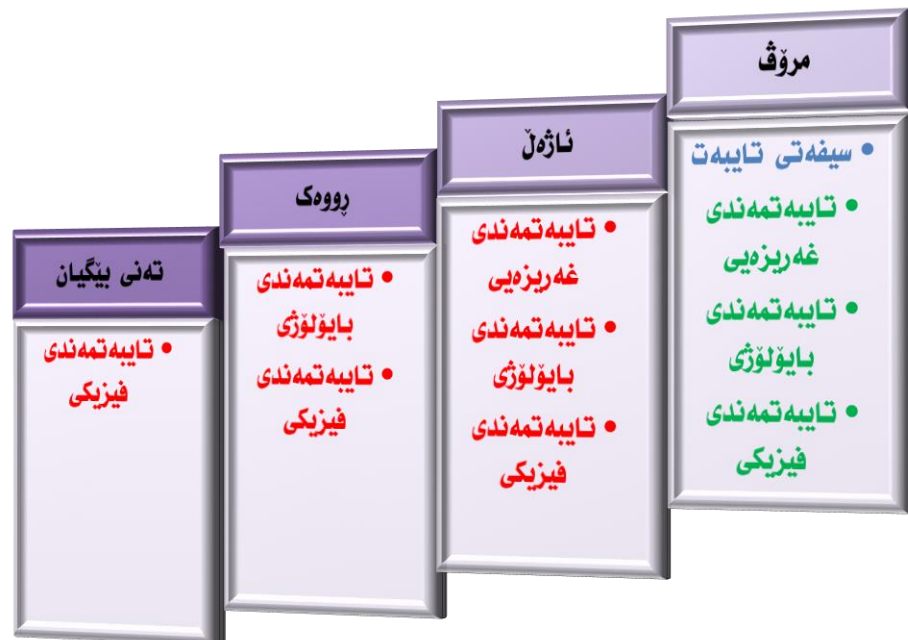 مرۆڤ
• سیفەتی تایبەت
• تایبەتمەندی
غەریزەیی
• تایبەتمەندی
بایۆلۆژی
• تایبەتمەندی
فیزیکی
ئاژەڵ
• تایبەتمەندی
غەریزەیی
• تایبەتمەندی
بایۆلۆژی
• تایبەتمەندی
فیزیکی
ڕووەک
• تایبەتمەندی
بایۆلۆژی
• تایبەتمەندی
فیزیکی
تەنی بێگیان
• تایبەتمەندی
فیزیکی